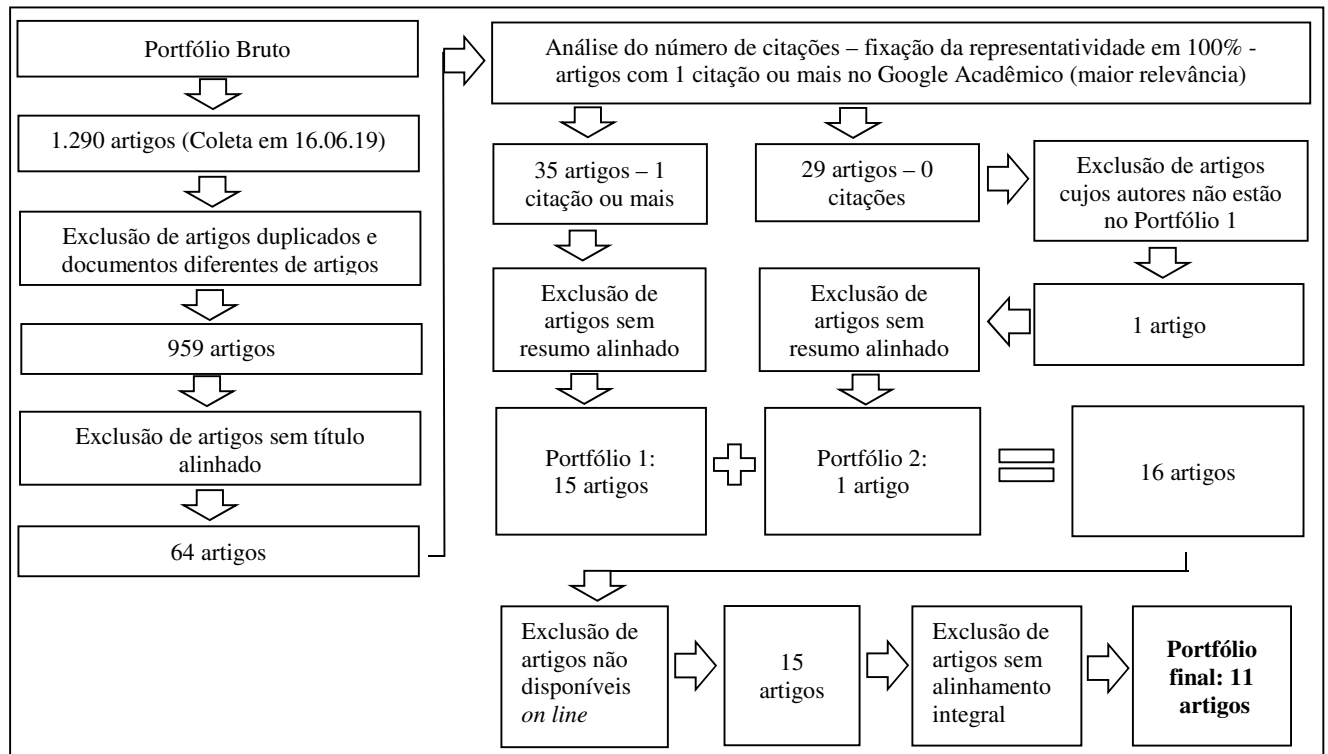 Portfólio Bruto
1.290 artigos (Coleta em 16.06.19)
Exclusão de artigos duplicados e
documentos diferentes de artigos
959 artigos
Exclusão de artigos sem título
alinhado
64 artigos
Análise do número de citações – fixação da representatividade em 100% -
artigos com 1 citação ou mais no Google Acadêmico (maior relevância)
35 artigos – 1
citação ou mais
29 artigos – 0
citações
Exclusão de artigos
cujos autores não estão
no Portfólio 1
Exclusão de
artigos sem
resumo alinhado
Exclusão de
artigos sem
resumo alinhado
1 artigo
Portfólio 1:
15 artigos
Portfólio 2:
1 artigo
16 artigos
Exclusão de
artigos não
disponíveis
on line
15
artigos
Exclusão de
artigos sem
alinhamento
integral
Portfólio
final: 11
artigos